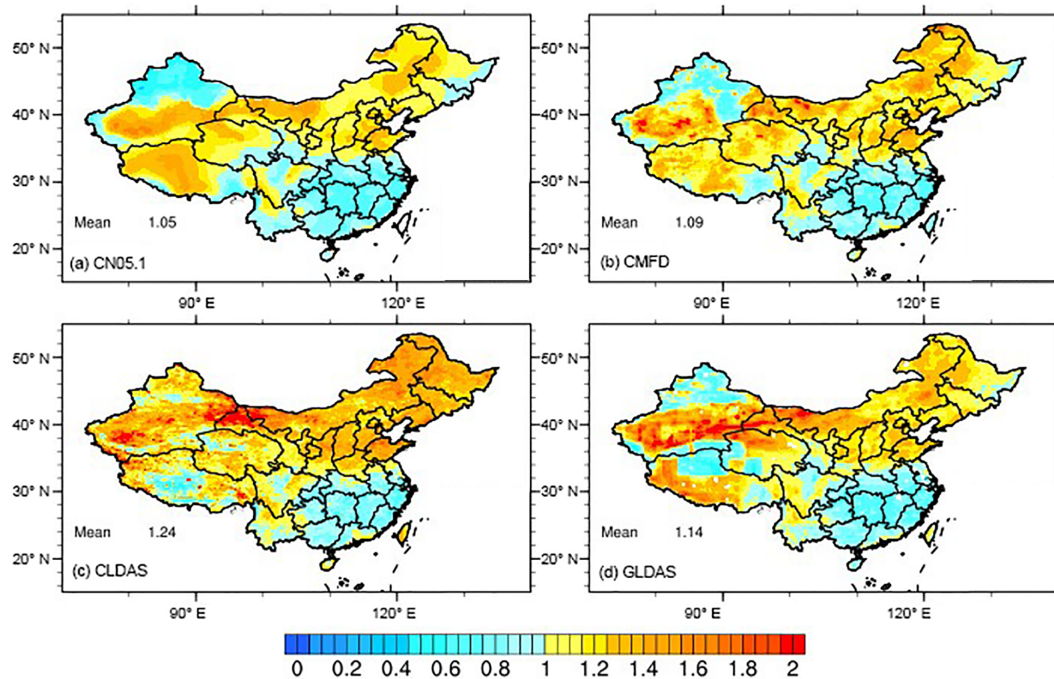 50° N
40° N
30° N
20° N
Mean 1.05
(a) CN05.1
90° E
120° E
50° N
40° N
30° N
20° N
Mean 1.09
(b) CMFD
90° E
120° E
50° N
40° N
30° N
20° N
Mean 1.24
(c) CLDAS
90° E
120° E
50° N
40° N
30° N
20° N
Mean 1.14
(d) GLDAS
90° E
120° E
0 0.2 0.4 0.6 0.8 1 1.2 1.4 1.6 1.8 2